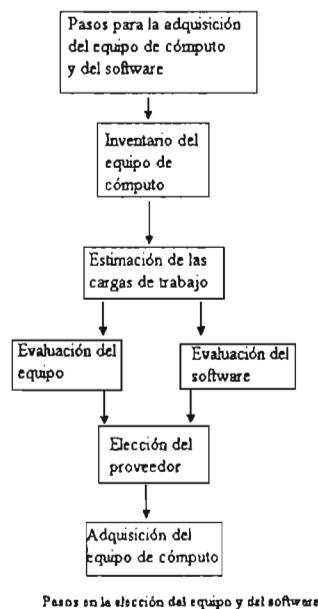 Pasos para la adquisición
del equipo de cómputo
y del software
Inventario del
equipo de
cómputo
Estimación de las
cargas de trabajo
Evaluación del
equipo
Evaluación del
software
Elección del
proveedor
Adquisición del
equipo de cómputo
Pasos en la elección del equipo y del software